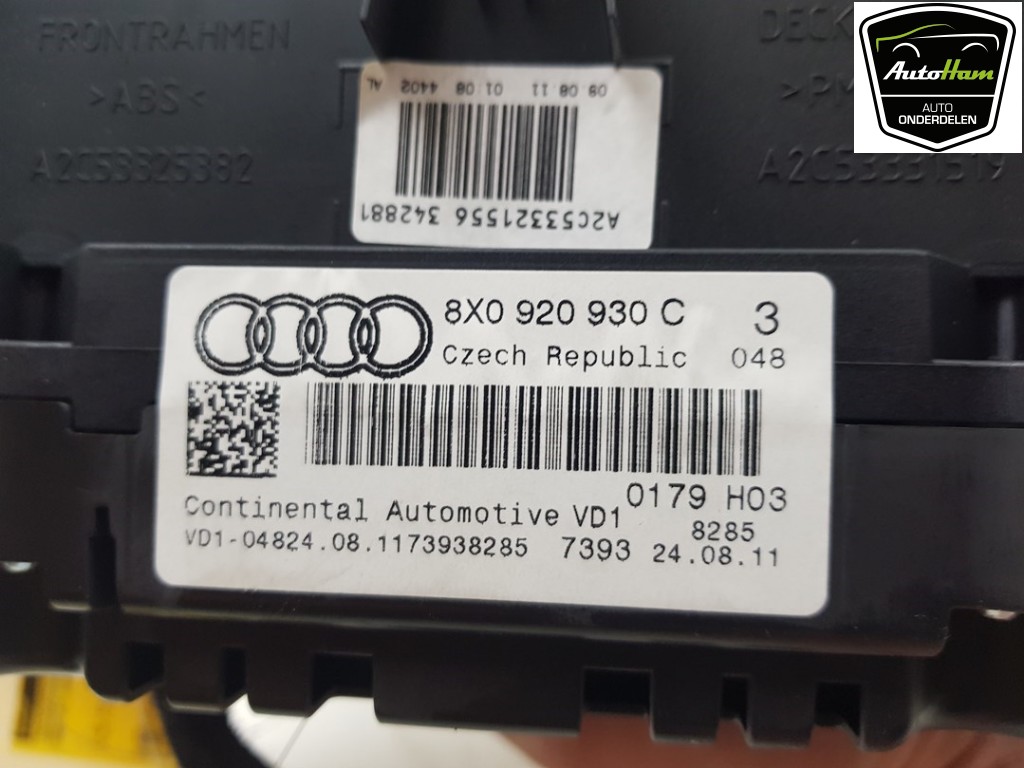 FRONTRAHMEN
>ABS<
A2C53325382
DECK
>PM
A2C53331519
AutoHam
AUTO
ONDERDELEN
09.08.11 01:08 4402 AL
A2C53321556 342881
8X0 920 930 C 3
Czech Republic 048
0179 H03
Continental Automotive VD1
8285
VD1-04824.08.1173938285 7393 24.08.11